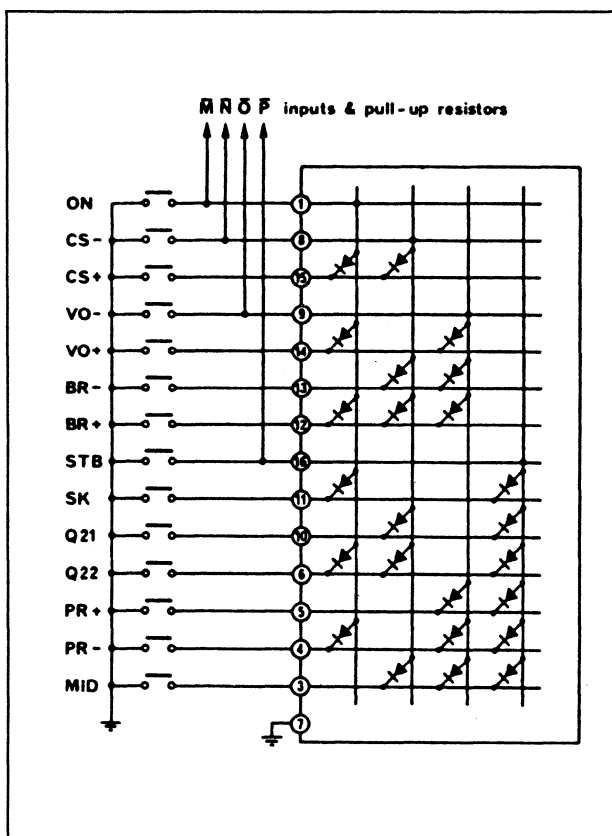 M̅ N̅ O̅ P̅ inputs & pull-up resistors
ON 1
CS- 8
CS+ 15
VO- 9
VO+ 14
BR- 13
BR+ 12
STB 16
SK 11
Q21 10
Q22 6
PR+ 5
PR- 4
MiD 3
7